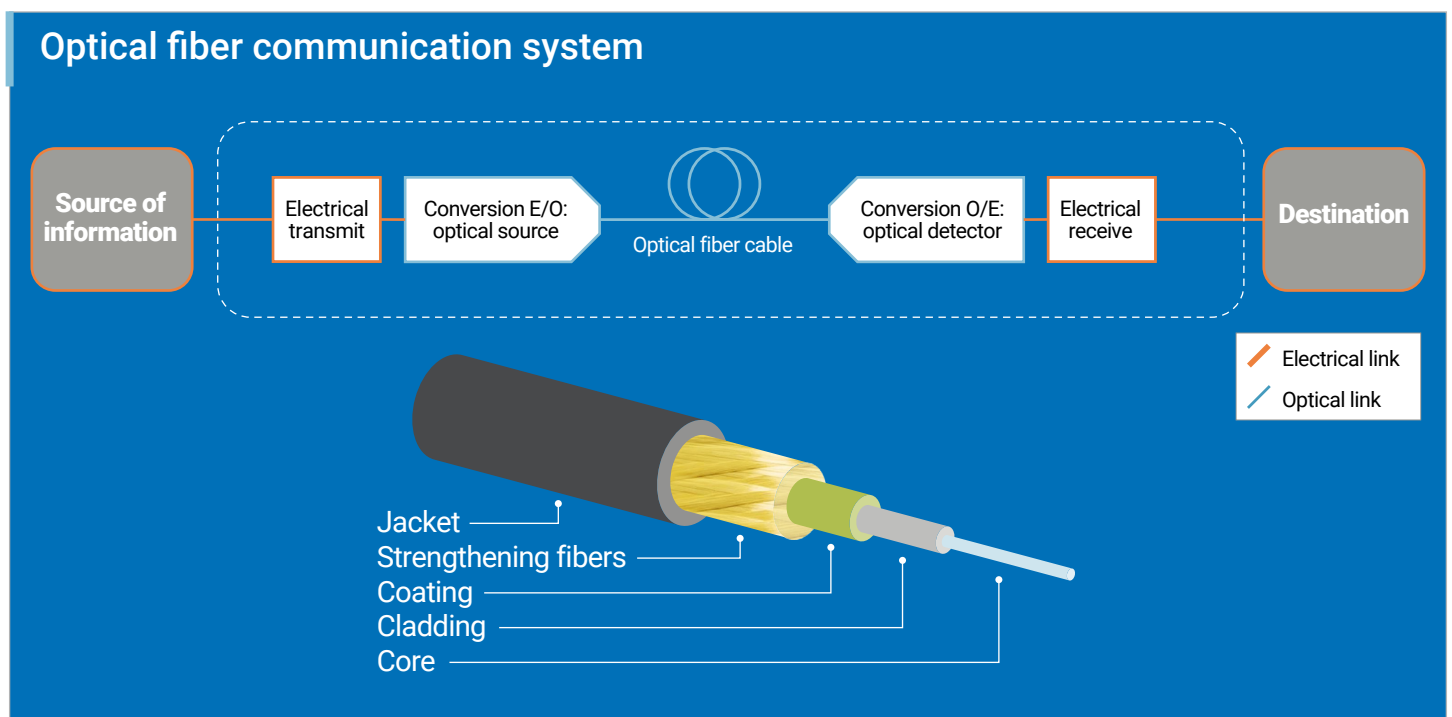 Optical fiber communication system
Source of
information
Electrical
transmit
Conversion E/O:
optical source
Optical fiber cable
Conversion O/E:
optical detector
Electrical
receive
Destination
Electrical link
Optical link
Jacket
Strengthening fibers
Coating
Cladding
Core